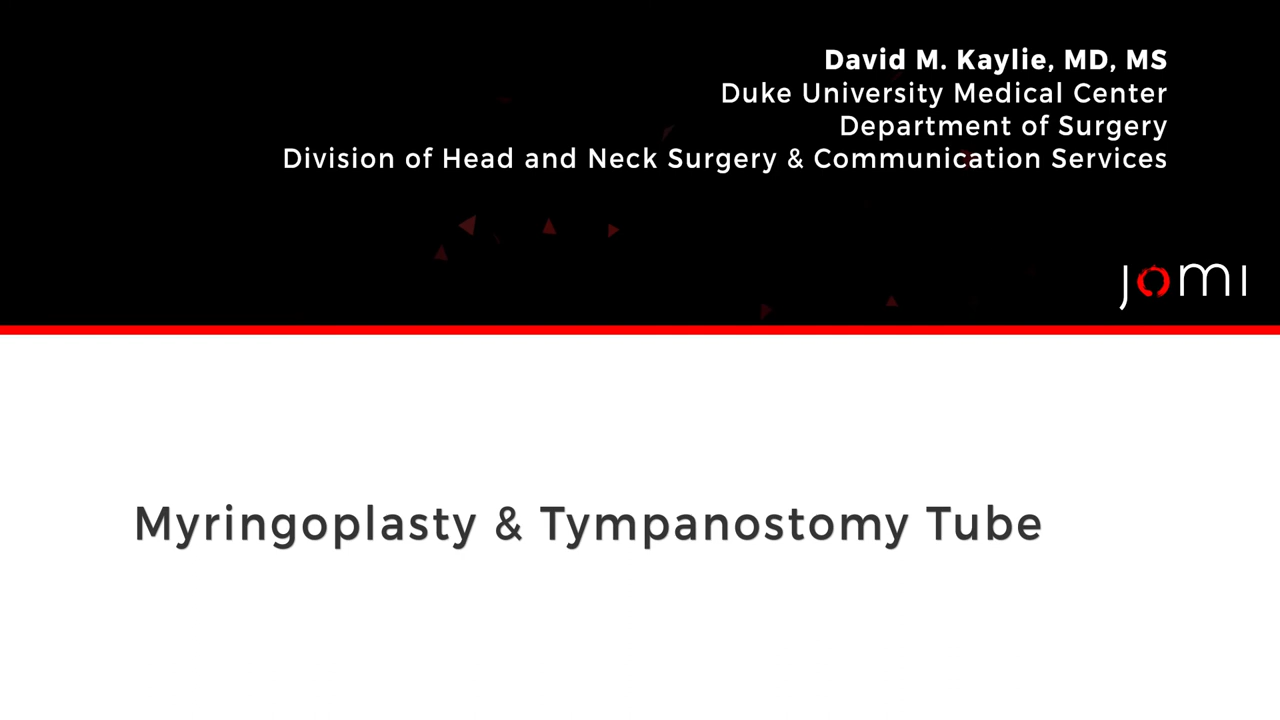 David M. Kaylie, MD, MS
Duke University Medical Center
Department of Surgery
Division of Head and Neck Surgery & Communication Services
jomi
Myringoplasty & Tympanostomy Tube